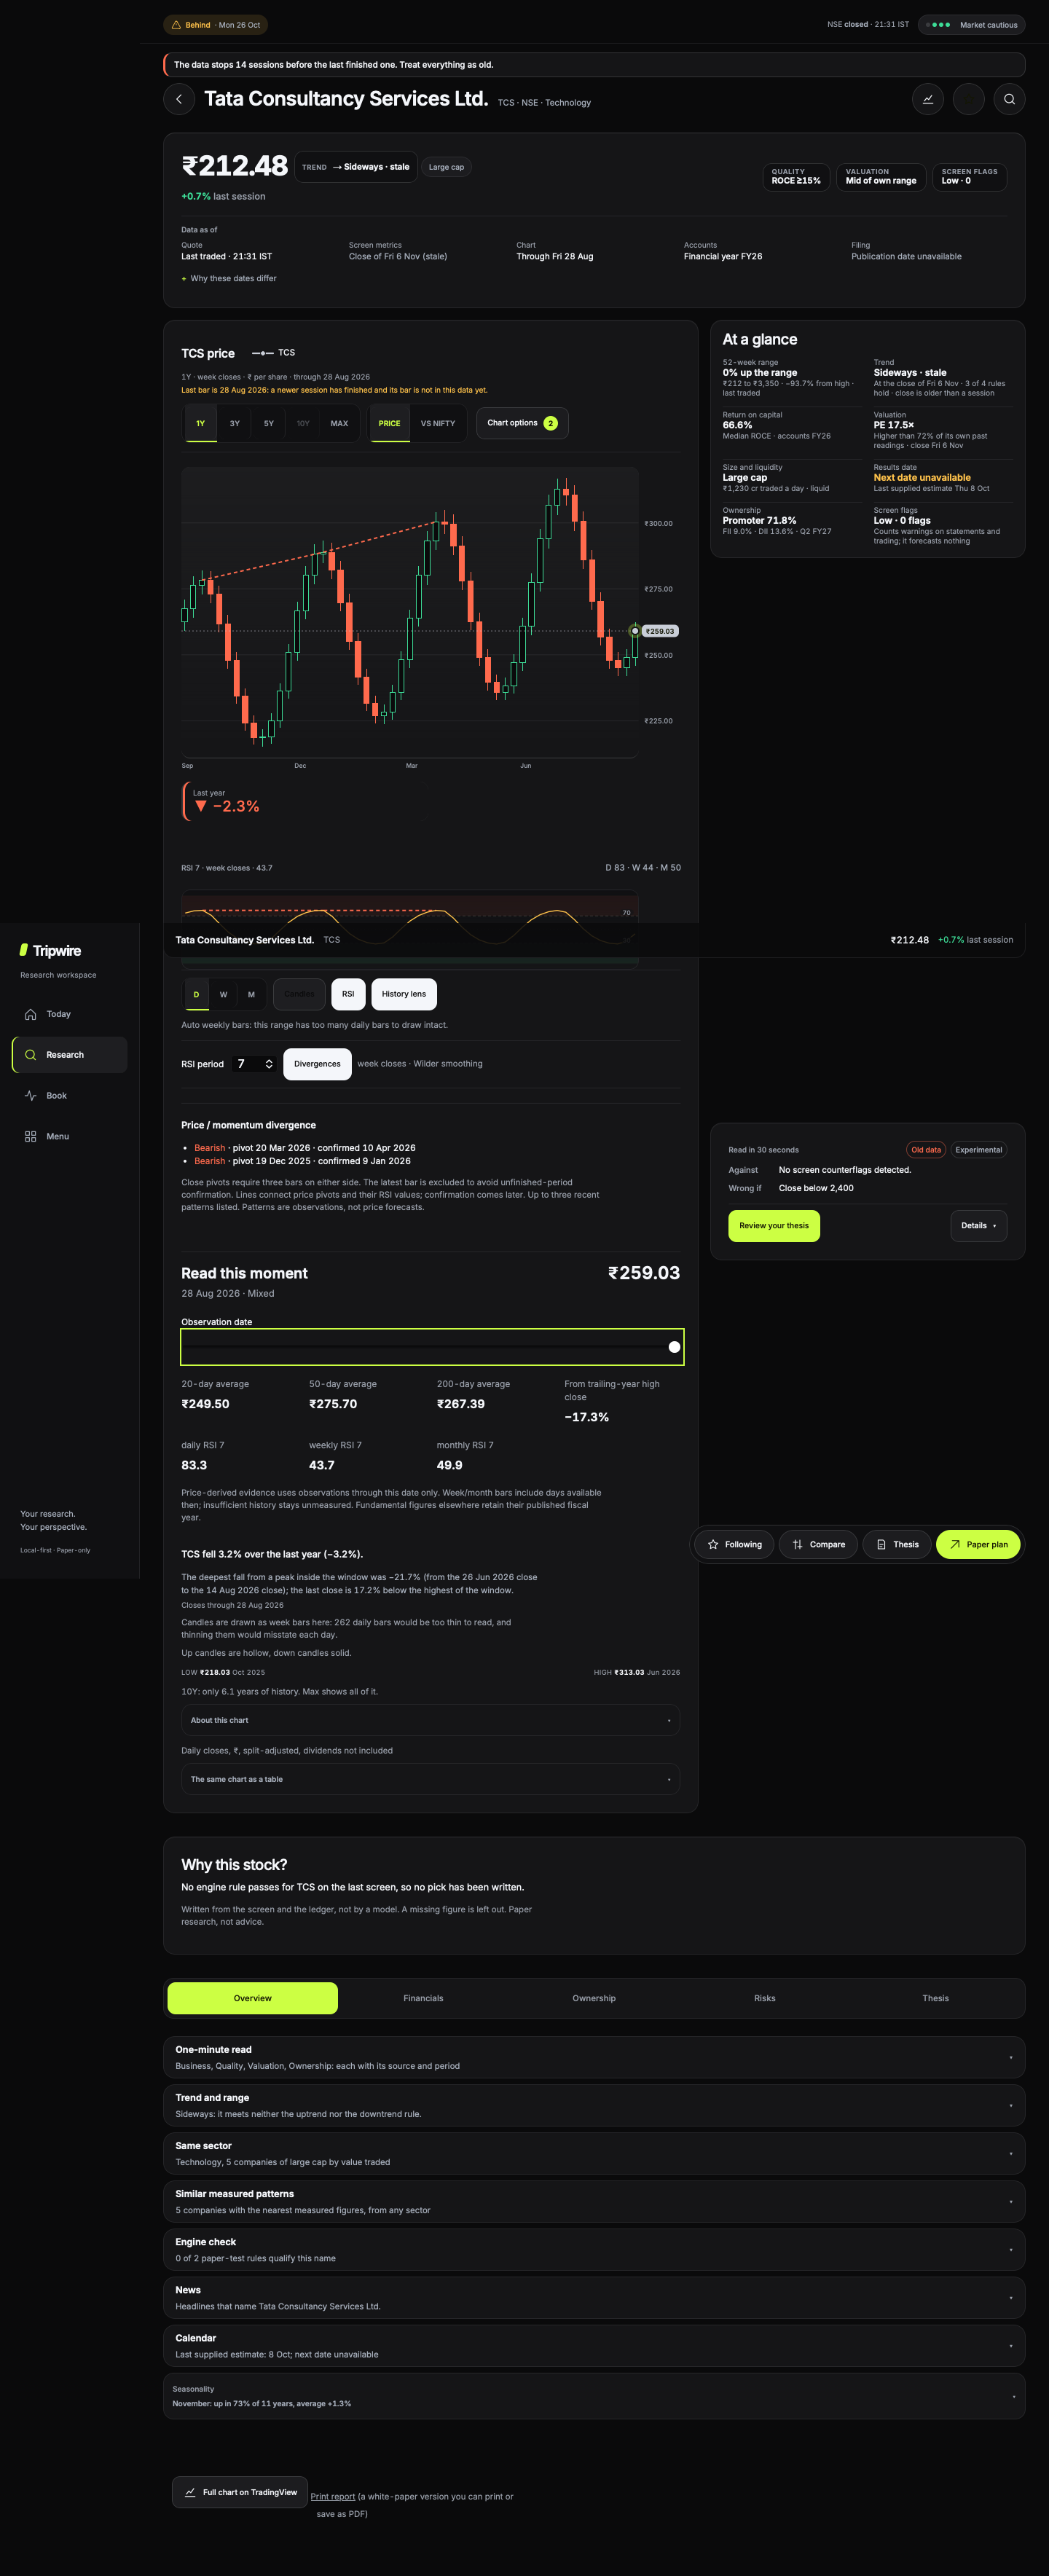 Behind · Mon 26 Oct
NSE closed · 21:31 IST
Market cautious
The data stops 14 sessions before the last finished one. Treat everything as old.
Tata Consultancy Services Ltd.
TCS · NSE · Technology
₹212.48
TREND → Sideways · stale
Large cap
+0.7% last session
QUALITY
ROCE ≥15%
VALUATION
Mid of own range
SCREEN FLAGS
Low · 0
Data as of
Quote
Last traded · 21:31 IST
Screen metrics
Close of Fri 6 Nov (stale)
Chart
Through Fri 28 Aug
Accounts
Financial year FY26
Filing
Publication date unavailable
+ Why these dates differ
TCS price
TCS
1Y · week closes · ₹ per share · through 28 Aug 2026
Last bar is 28 Aug 2026: a newer session has finished and its bar is not in this data yet.
1Y 3Y 5Y 10Y MAX
PRICE VS NIFTY
Chart options 2
₹300.00
₹275.00
₹259.03
₹250.00
₹225.00
Sep Dec Mar Jun
Last year
▼ −2.3%
RSI 7 · week closes · 43.7
D 83 · W 44 · M 50
70
At a glance
52-week range
0% up the range
₹212 to ₹3,350 · −93.7% from high ·
last traded
Trend
Sideways · stale
At the close of Fri 6 Nov · 3 of 4 rules
hold · close is older than a session
Return on capital
66.6%
Median ROCE · accounts FY26
Valuation
PE 17.5×
Higher than 72% of its own past
readings · close Fri 6 Nov
Size and liquidity
Large cap
₹1,230 cr traded a day · liquid
Results date
Next date unavailable
Last supplied estimate Thu 8 Oct
Ownership
Promoter 71.8%
FII 9.0% · DII 13.6% · Q2 FY27
Screen flags
Low · 0 flags
Counts warnings on statements and
trading; it forecasts nothing
Tata Consultancy Services Ltd. TCS
₹212.48 +0.7% last session
Tripwire
Research workspace
Today
Research
Book
Menu
Your research.
Your perspective.
Local-first · Paper-only
D W M
Candles
RSI
History lens
Auto weekly bars: this range has too many daily bars to draw intact.
RSI period 7
Divergences
week closes · Wilder smoothing
Price / momentum divergence
• Bearish · pivot 20 Mar 2026 · confirmed 10 Apr 2026
• Bearish · pivot 19 Dec 2025 · confirmed 9 Jan 2026
Close pivots require three bars on either side. The latest bar is excluded to avoid unfinished-period
confirmation. Lines connect price pivots and their RSI values; confirmation comes later. Up to three recent
patterns listed. Patterns are observations, not price forecasts.
Read in 30 seconds
Old data
Experimental
Against No screen counterflags detected.
Wrong if Close below 2,400
Review your thesis
Details
Read this moment
₹259.03
28 Aug 2026 · Mixed
Observation date
20-day average
₹249.50
50-day average
₹275.70
200-day average
₹267.39
From trailing-year high
close
−17.3%
daily RSI 7
83.3
weekly RSI 7
43.7
monthly RSI 7
49.9
Price-derived evidence uses observations through this date only. Week/month bars include days available
then; insufficient history stays unmeasured. Fundamental figures elsewhere retain their published fiscal
year.
Following
Compare
Thesis
Paper plan
TCS fell 3.2% over the last year (−3.2%).
The deepest fall from a peak inside the window was −21.7% (from the 26 Jun 2026 close
to the 14 Aug 2026 close); the last close is 17.2% below the highest of the window.
Closes through 28 Aug 2026
Candles are drawn as week bars here: 262 daily bars would be too thin to read, and
thinning them would misstate each day.
Up candles are hollow, down candles solid.
LOW ₹218.03 Oct 2025
HIGH ₹313.03 Jun 2026
10Y: only 6.1 years of history. Max shows all of it.
About this chart
Daily closes, ₹, split-adjusted, dividends not included
The same chart as a table
Why this stock?
No engine rule passes for TCS on the last screen, so no pick has been written.
Written from the screen and the ledger, not by a model. A missing figure is left out. Paper
research, not advice.
Overview Financials Ownership Risks Thesis
One-minute read
Business, Quality, Valuation, Ownership: each with its source and period
Trend and range
Sideways: it meets neither the uptrend nor the downtrend rule.
Same sector
Technology, 5 companies of large cap by value traded
Similar measured patterns
5 companies with the nearest measured figures, from any sector
Engine check
0 of 2 paper-test rules qualify this name
News
Headlines that name Tata Consultancy Services Ltd.
Calendar
Last supplied estimate: 8 Oct; next date unavailable
Seasonality
November: up in 73% of 11 years, average +1.3%
Full chart on TradingView
Print report (a white-paper version you can print or
save as PDF)